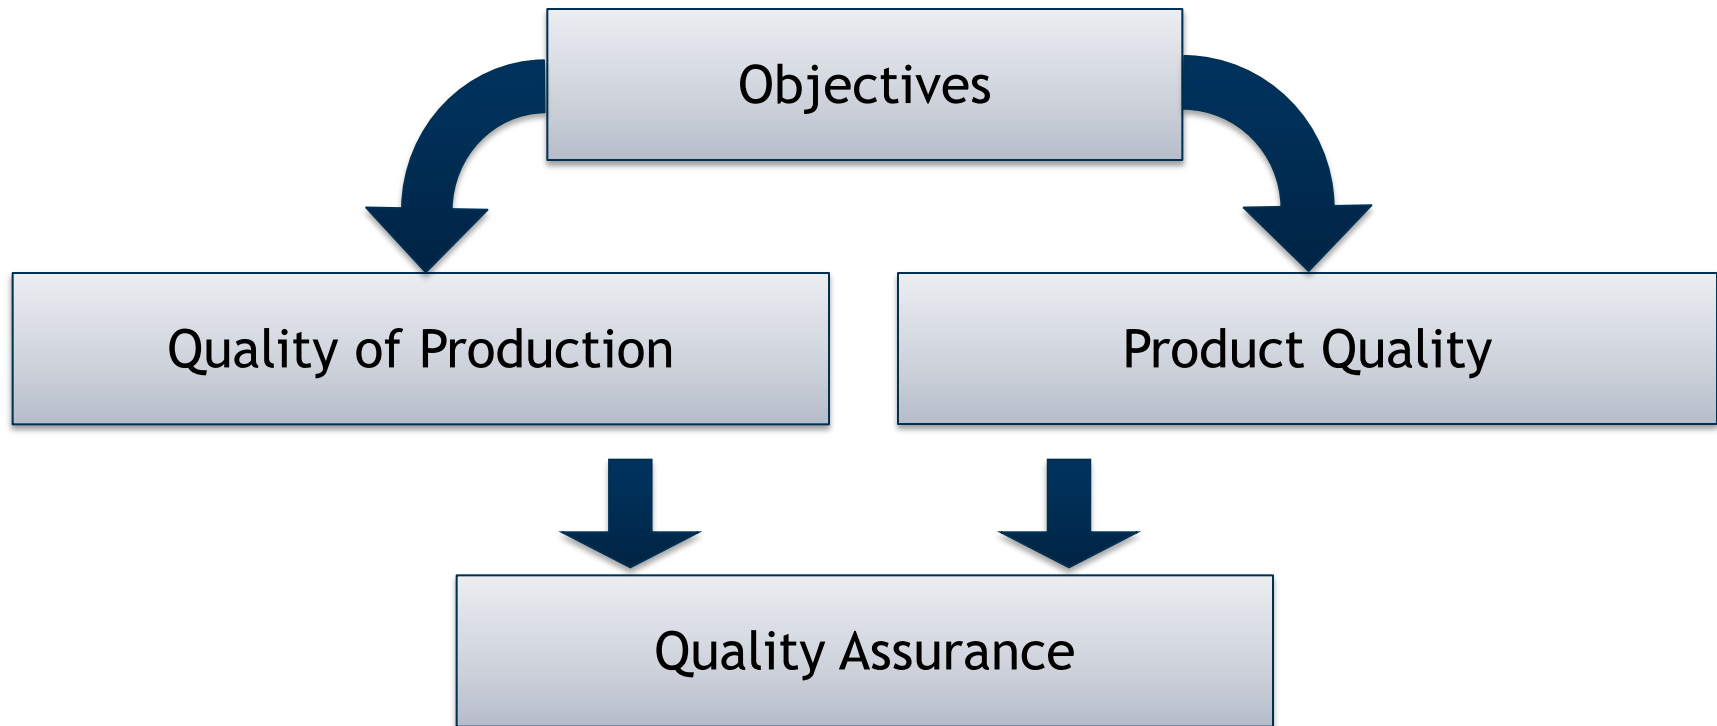 Objectives
Quality of Production
Product Quality
Quality Assurance